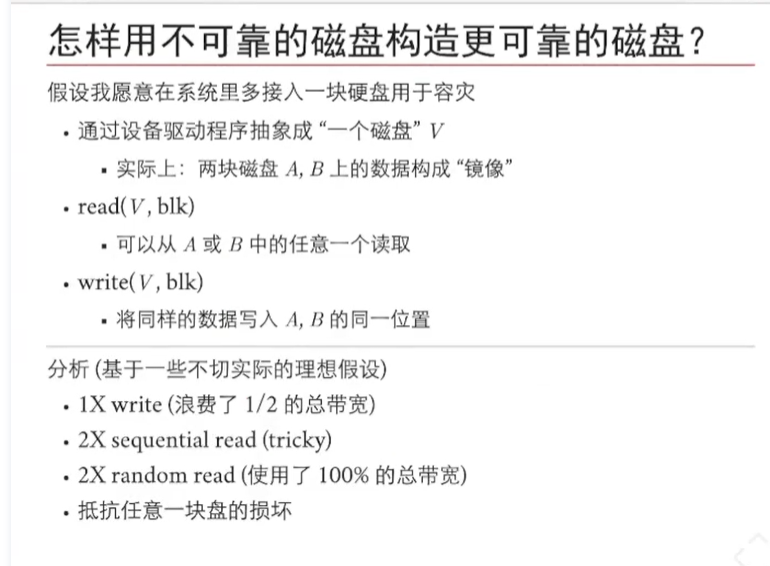 怎样用不可靠的磁盘构造更可靠的磁盘？
假设我愿意在系统里多接入一块硬盘用于容灾
• 通过设备驱动程序抽象成 “一个磁盘” V
▪ 实际上：两块磁盘 A, B 上的数据构成 “镜像”
• read(V, blk)
▪ 可以从 A 或 B 中的任意一个读取
• write(V, blk)
▪ 将同样的数据写入 A, B 的同一位置
分析 (基于一些不切实际的理想假设)
• 1X write (浪费了 1/2 的总带宽)
• 2X sequential read (tricky)
• 2X random read (使用了 100% 的总带宽)
• 抵抗任意一块盘的损坏